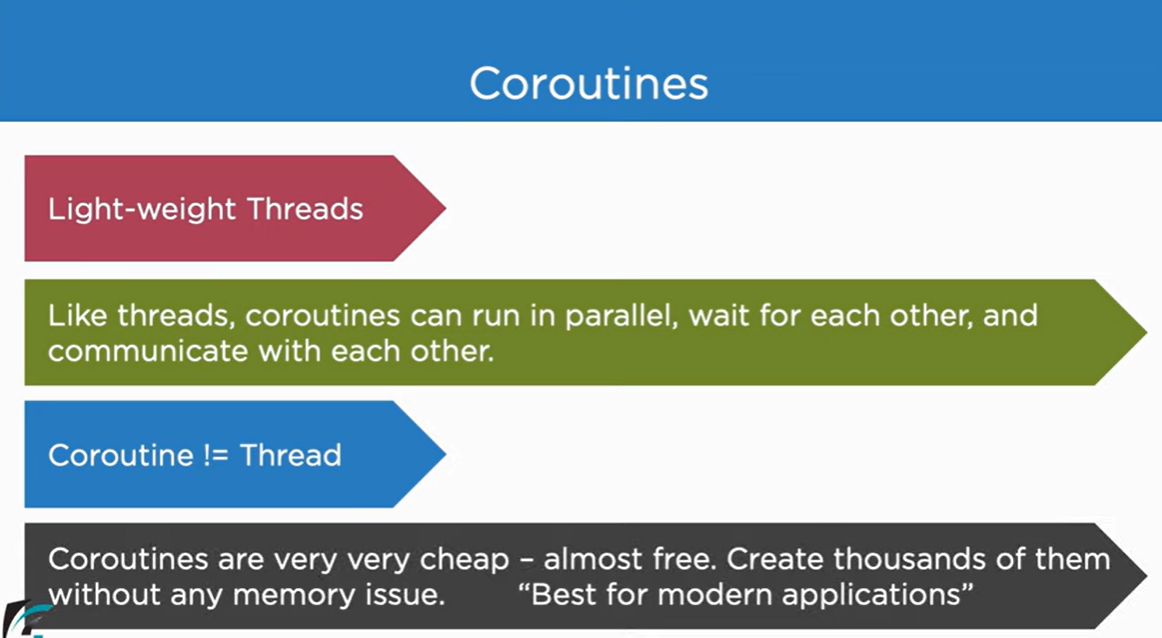 Coroutines
Light-weight Threads
Like threads, coroutines can run in parallel, wait for each other, and
communicate with each other.
Coroutine != Thread
Coroutines are very very cheap – almost free. Create thousands of them
without any memory issue. “Best for modern applications”